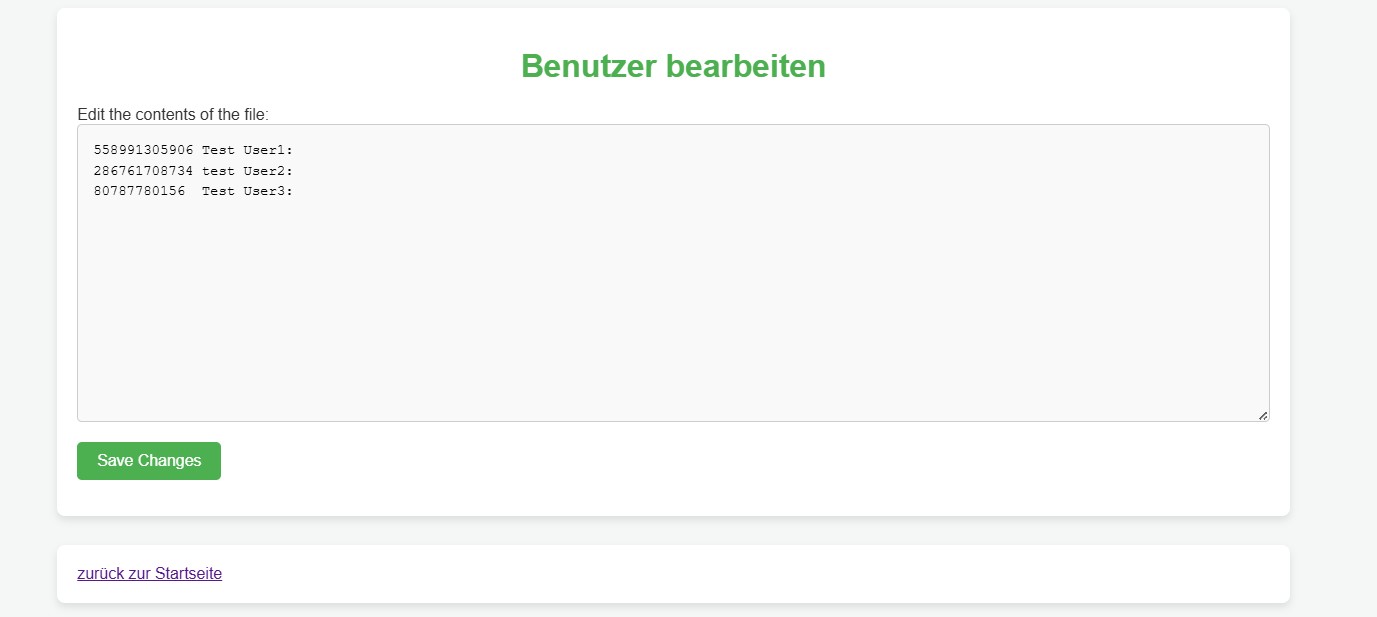 Benutzer bearbeiten
Edit the contents of the file:
558991305906 Test User1:
286761708734 test User2:
80787780156  Test User3:
Save Changes
zurück zur Startseite